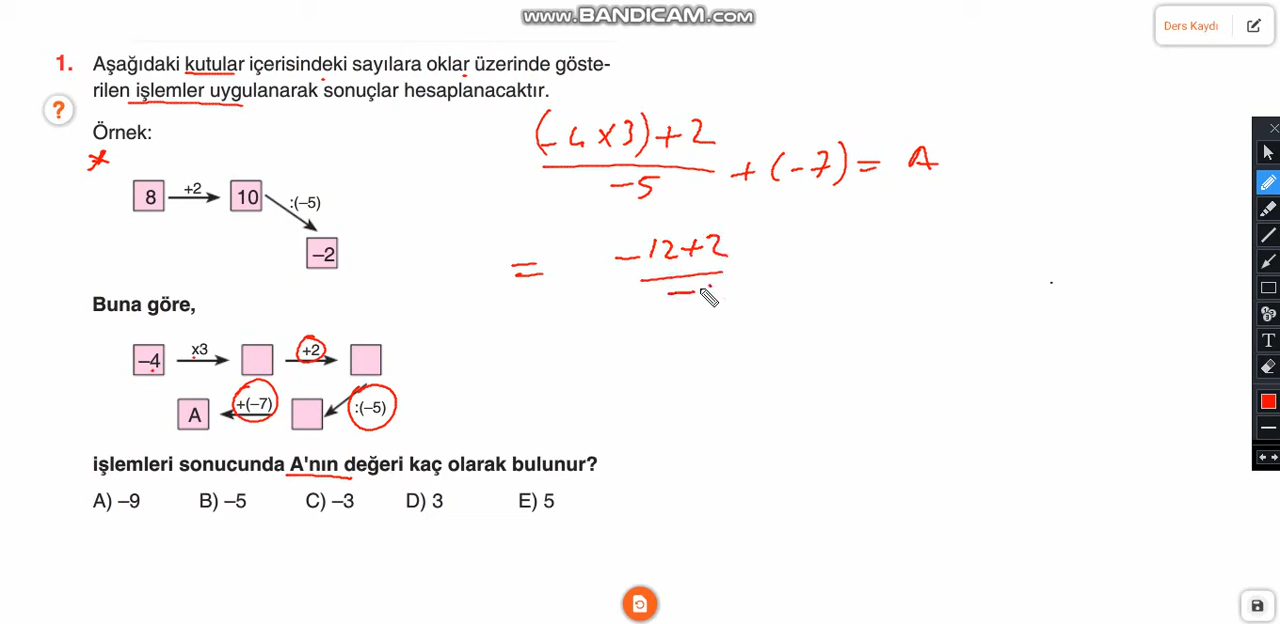 www.BANDICAM.com
Ders Kaydı
1. Aşağıdaki kutular içerisindeki sayılara oklar üzerinde göste-
rilen işlemler uygulanarak sonuçlar hesaplanacaktır.
?
Örnek:
8 +2 10 :(–5)
–2
(-4x3)+2
-5
+(-7)= A
= -12+2
Buna göre,
–4 x3 +2
A +(–7) :(–5)
işlemleri sonucunda A'nın değeri kaç olarak bulunur?
A) –9 B) –5 C) –3 D) 3 E) 5
T